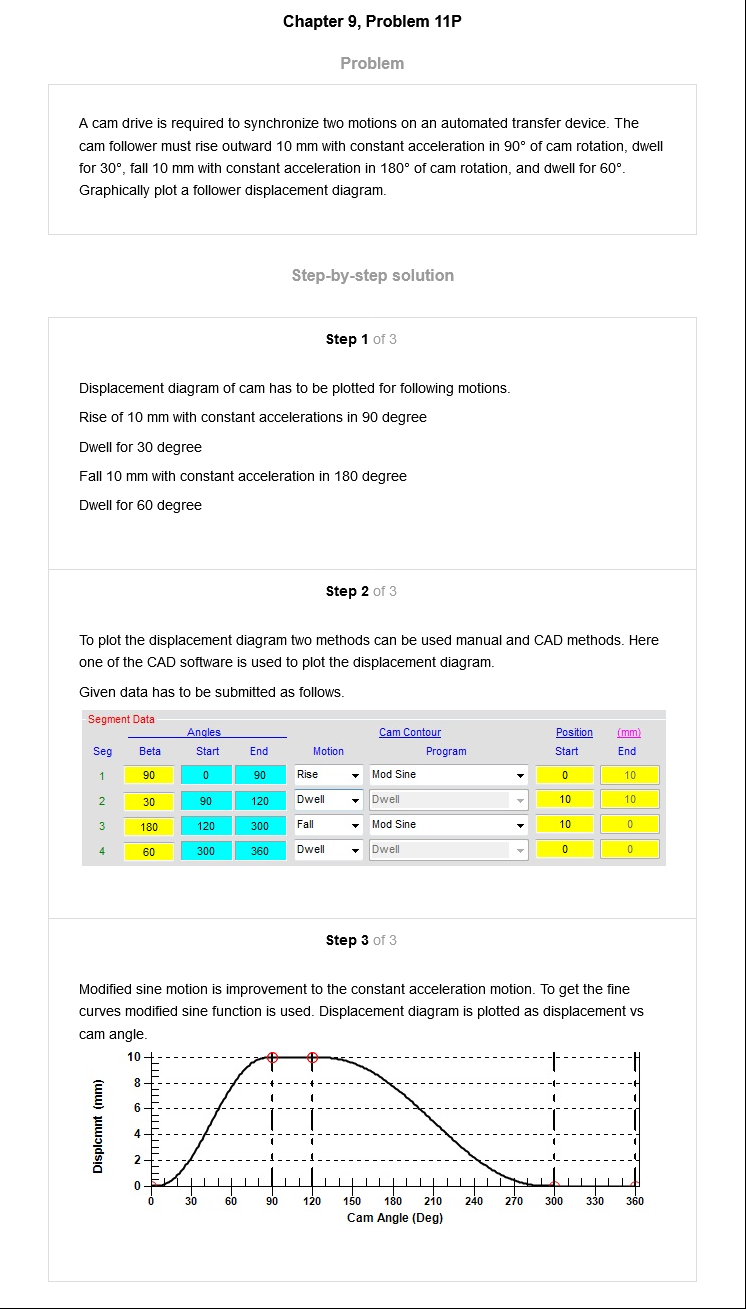 Chapter 9, Problem 11P
Problem
A cam drive is required to synchronize two motions on an automated transfer device. The
cam follower must rise outward 10 mm with constant acceleration in 90° of cam rotation, dwell
for 30°, fall 10 mm with constant acceleration in 180° of cam rotation, and dwell for 60°.
Graphically plot a follower displacement diagram.
Step-by-step solution
Step 1 of 3
Displacement diagram of cam has to be plotted for following motions.
Rise of 10 mm with constant accelerations in 90 degree
Dwell for 30 degree
Fall 10 mm with constant acceleration in 180 degree
Dwell for 60 degree
Step 2 of 3
To plot the displacement diagram two methods can be used manual and CAD methods. Here
one of the CAD software is used to plot the displacement diagram.
Given data has to be submitted as follows.
Segment Data
Angles Cam Contour Position (mm)
Seg Beta Start End Motion Program Start End
1 90 0 90 Rise Mod Sine 0 10
2 30 90 120 Dwell Dwell 10 10
3 180 120 300 Fall Mod Sine 10 0
4 60 300 360 Dwell Dwell 0 0
Step 3 of 3
Modified sine motion is improvement to the constant acceleration motion. To get the fine
curves modified sine function is used. Displacement diagram is plotted as displacement vs
cam angle.
10
8
6
4
2
0
Displcmnt (mm)
0 30 60 90 120 150 180 210 240 270 300 330 360
Cam Angle (Deg)